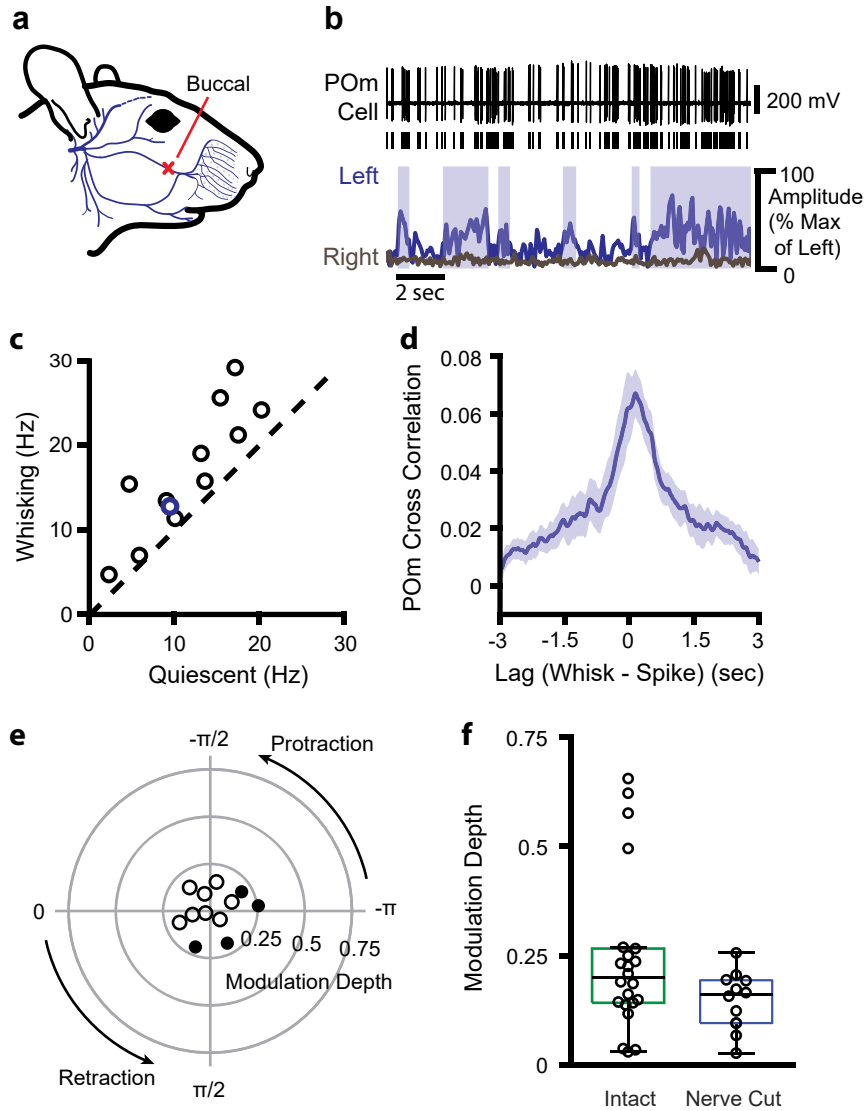 a
Buccal
b
POm
Cell
200 mV
Left
Right
100
Amplitude
(% Max
of Left)
0
2 sec
c
Whisking (Hz)
30
20
10
0
0
10
20
30
Quiescent (Hz)
d
POm Cross Correlation
0.08
0.06
0.04
0.02
0
-3
-1.5
0
1.5
3
Lag (Whisk - Spike) (sec)
e
-π/2
Protraction
0
-π
0.25
0.5
0.75
Modulation Depth
Retraction
π/2
f
Modulation Depth
0.75
0.5
0.25
0
Intact
Nerve Cut